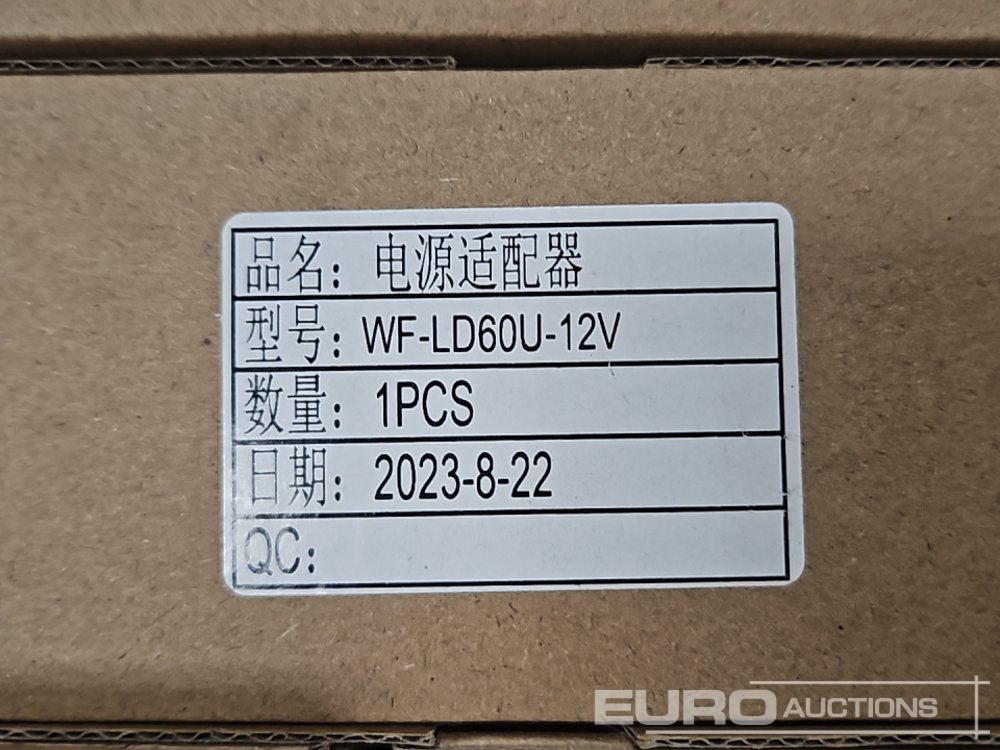 品名：电源适配器
型号：WF-LD60U-12V
数量：1PCS
日期：2023-8-22
QC：
EURO AUCTIONS